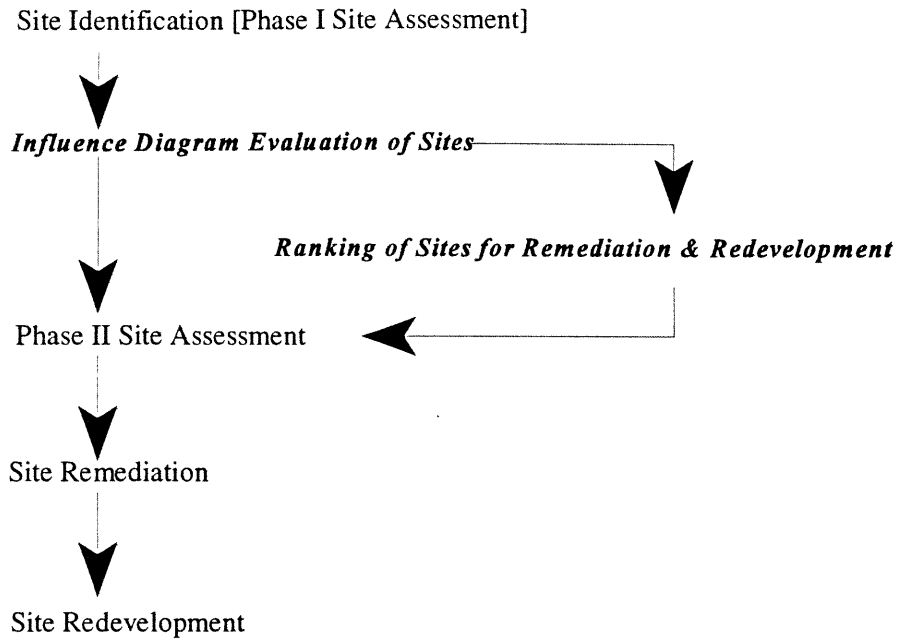 Site Identification [Phase I Site Assessment]
Influence Diagram Evaluation of Sites
Ranking of Sites for Remediation & Redevelopment
Phase II Site Assessment
Site Remediation
Site Redevelopment